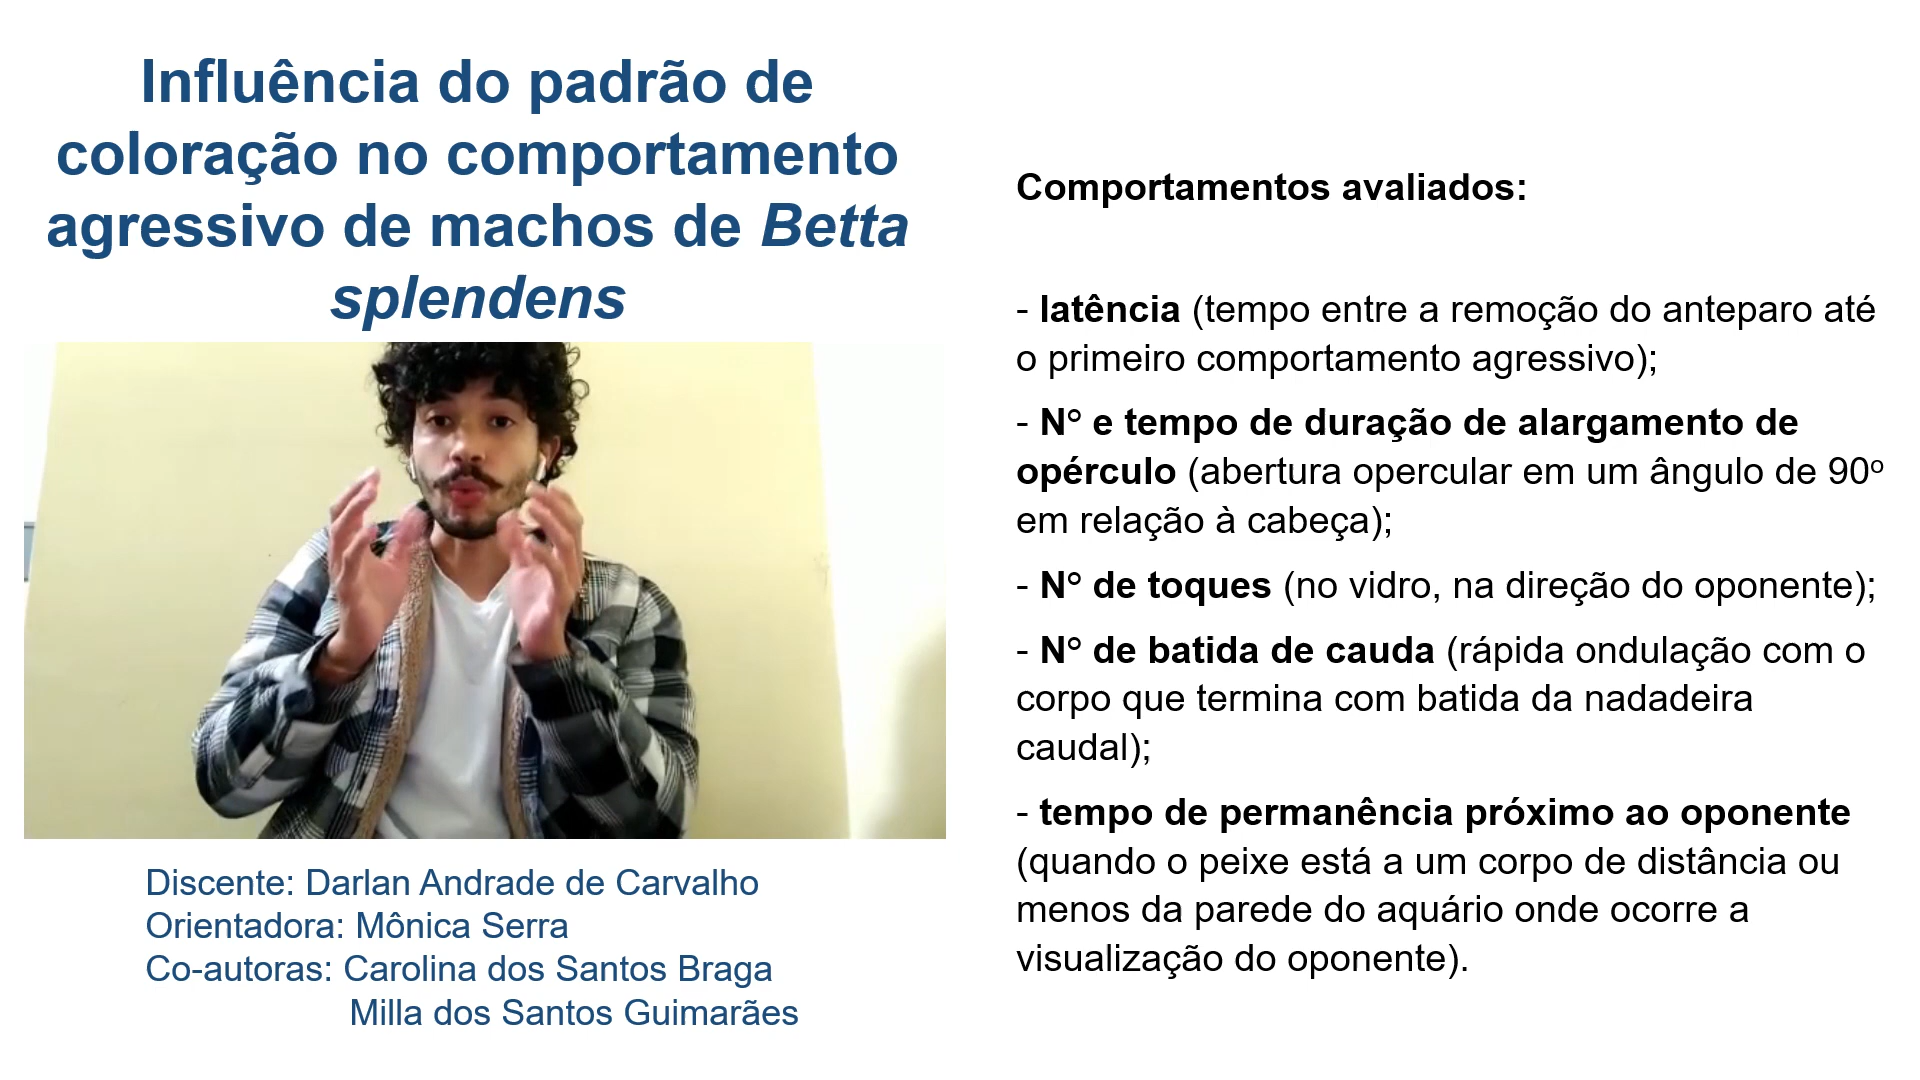 Influência do padrão de
coloração no comportamento
agressivo de machos de Betta
splendens
Discente: Darlan Andrade de Carvalho
Orientadora: Mônica Serra
Co-autoras: Carolina dos Santos Braga
Milla dos Santos Guimarães
Comportamentos avaliados:
- latência (tempo entre a remoção do anteparo até
o primeiro comportamento agressivo);
- Nº e tempo de duração de alargamento de
opérculo (abertura opercular em um ângulo de 90º
em relação à cabeça);
- Nº de toques (no vidro, na direção do oponente);
- Nº de batida de cauda (rápida ondulação com o
corpo que termina com batida da nadadeira
caudal);
- tempo de permanência próximo ao oponente
(quando o peixe está a um corpo de distância ou
menos da parede do aquário onde ocorre a
visualização do oponente).